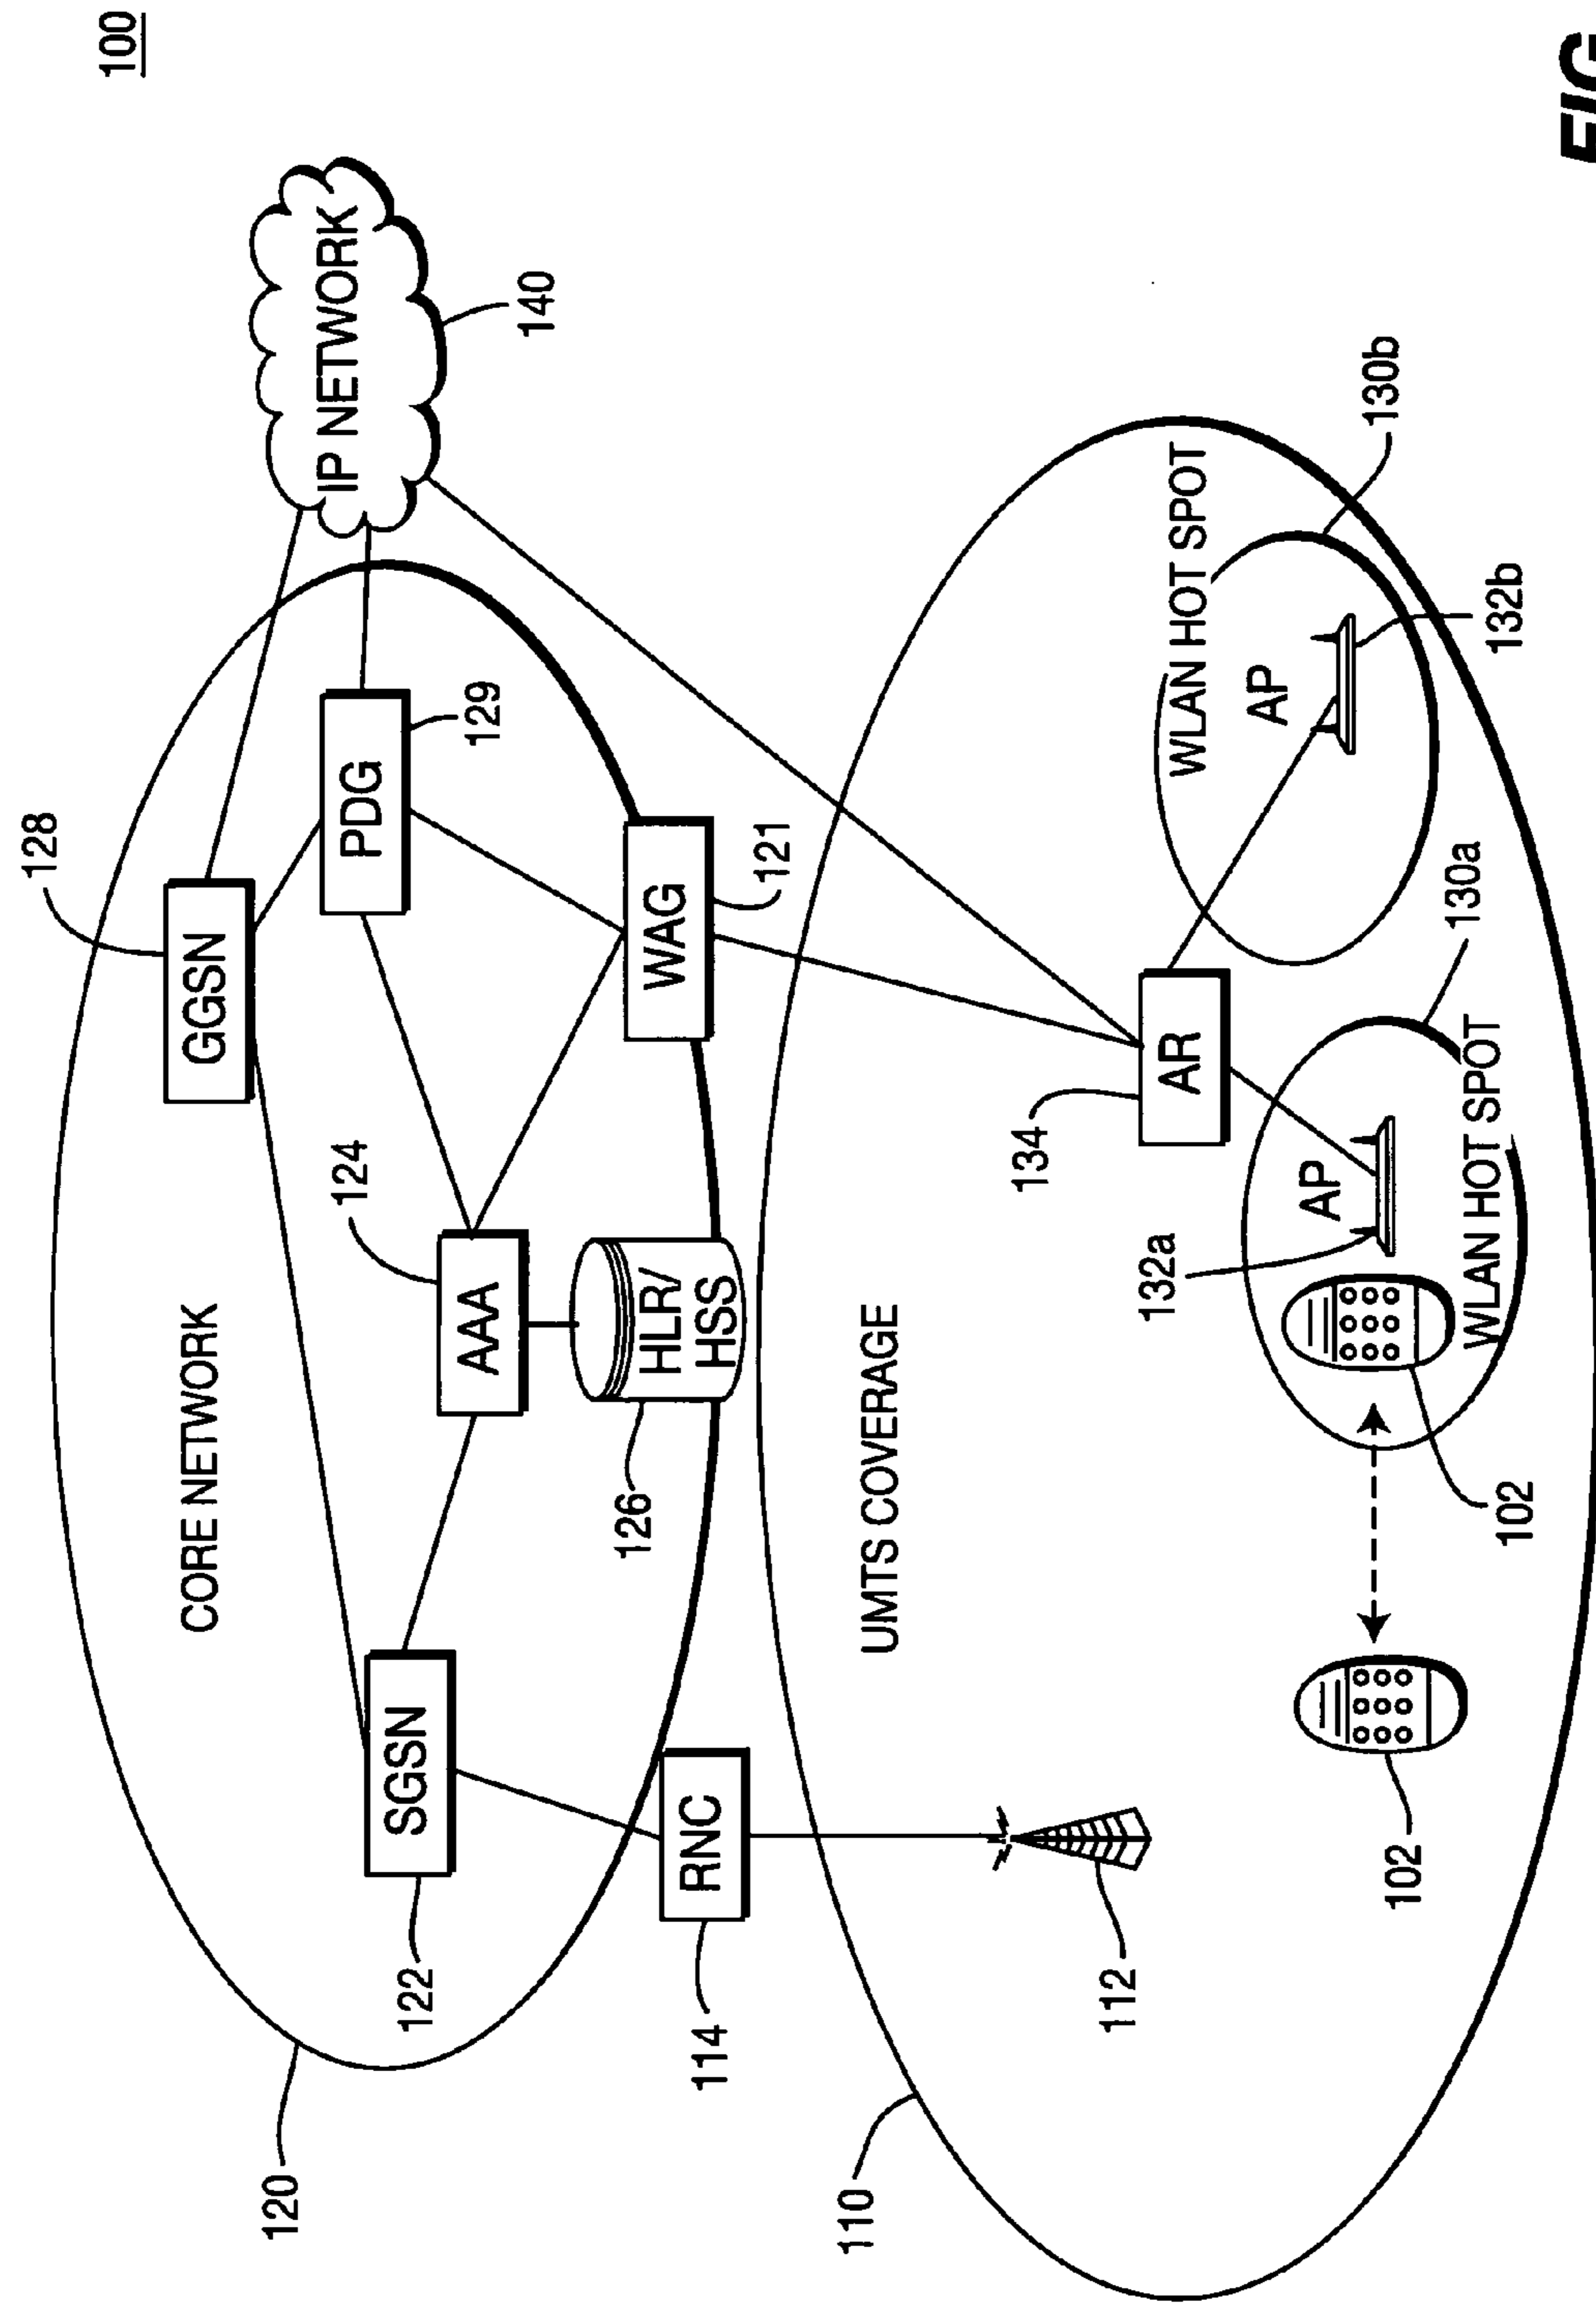 100
128
GGSN
CORE NETWORK
120
IP NETWORK
140
PDG
129
124
AAA
SGSN
122
WAG
121
HLR/
HSS
126
RNC
114
UMTS COVERAGE
110
134
AR
WLAN HOT SPOT
130b
AP
132b
112
132a
AP
130a
WLAN HOT SPOT
102
102
FIG